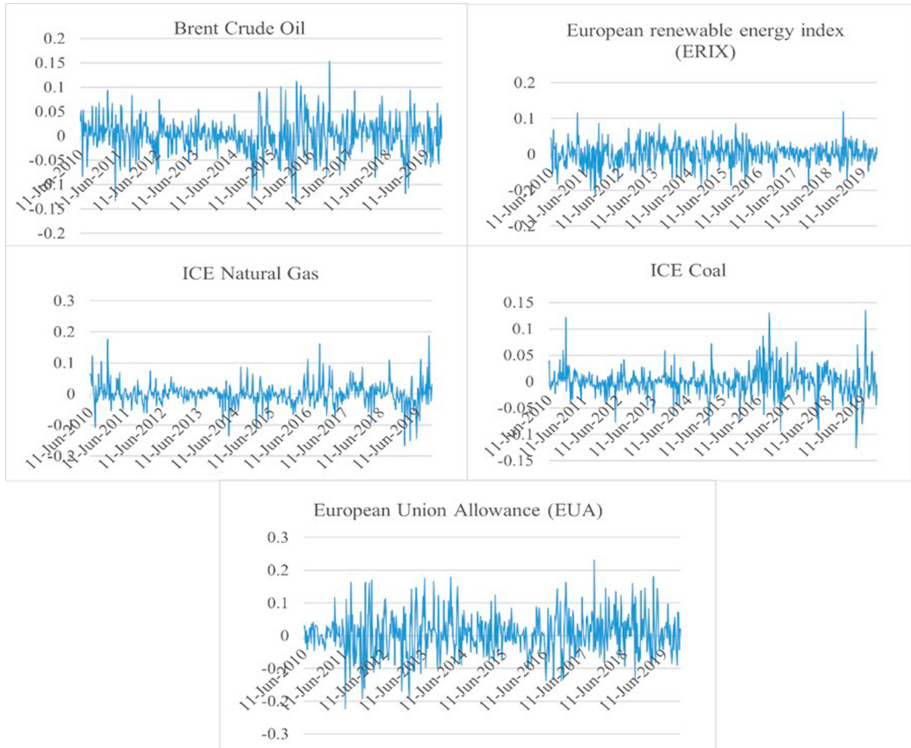 Brent Crude Oil
0.2
0.15
0.1
0.05
0
-0.05
-0.15
-0.2
11-Jun-2010
11-Jun-2011
11-Jun-2012
11-Jun-2013
11-Jun-2014
11-Jun-2015
11-Jun-2016
11-Jun-2017
11-Jun-2018
11-Jun-2019
European renewable energy index
(ERIX)
0.2
0.1
0
-0.2
11-Jun-2010
11-Jun-2011
11-Jun-2012
11-Jun-2013
11-Jun-2014
11-Jun-2015
11-Jun-2016
11-Jun-2017
11-Jun-2018
11-Jun-2019
ICE Natural Gas
0.3
0.2
0.1
0
-0.3
11-Jun-2010
11-Jun-2011
11-Jun-2012
11-Jun-2013
11-Jun-2014
11-Jun-2015
11-Jun-2016
11-Jun-2017
11-Jun-2018
11-Jun-2019
ICE Coal
0.15
0.1
0.05
0
-0.05
-0.1
-0.15
11-Jun-2010
11-Jun-2011
11-Jun-2012
11-Jun-2013
11-Jun-2014
11-Jun-2015
11-Jun-2016
11-Jun-2017
11-Jun-2018
11-Jun-2019
European Union Allowance (EUA)
0.3
0.2
0.1
0
-0.2
-0.3
11-Jun-2010
11-Jun-2011
11-Jun-2012
11-Jun-2013
11-Jun-2014
11-Jun-2015
11-Jun-2016
11-Jun-2017
11-Jun-2018
11-Jun-2019